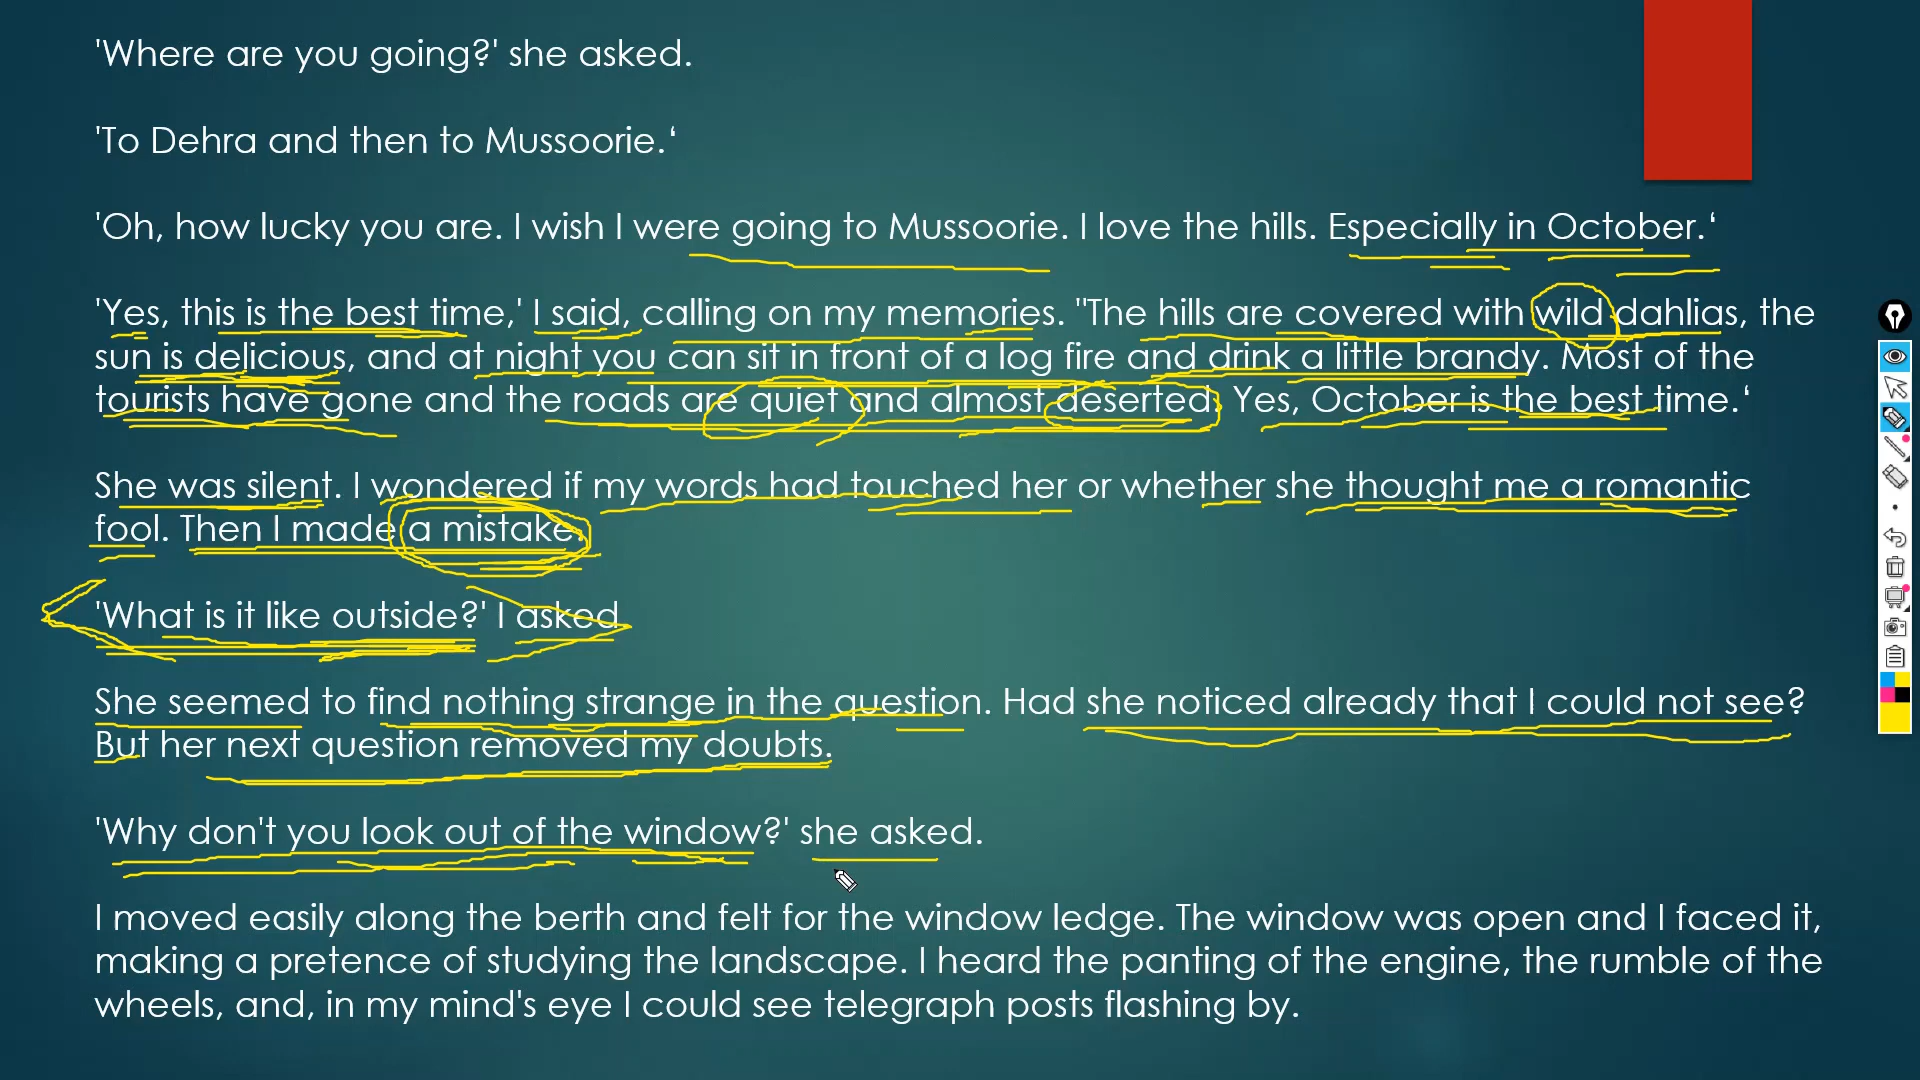 'Where are you going?' she asked.
'To Dehra and then to Mussoorie.‘
'Oh, how lucky you are. I wish I were going to Mussoorie. I love the hills. Especially in October.‘
'Yes, this is the best time,' I said, calling on my memories. "The hills are covered with wild dahlias, the
sun is delicious, and at night you can sit in front of a log fire and drink a little brandy. Most of the
tourists have gone and the roads are quiet and almost deserted. Yes, October is the best time.‘
She was silent. I wondered if my words had touched her or whether she thought me a romantic
fool. Then I made a mistake.
'What is it like outside?' I asked.
She seemed to find nothing strange in the question. Had she noticed already that I could not see?
But her next question removed my doubts.
'Why don't you look out of the window?' she asked.
I moved easily along the berth and felt for the window ledge. The window was open and I faced it,
making a pretence of studying the landscape. I heard the panting of the engine, the rumble of the
wheels, and, in my mind's eye I could see telegraph posts flashing by.